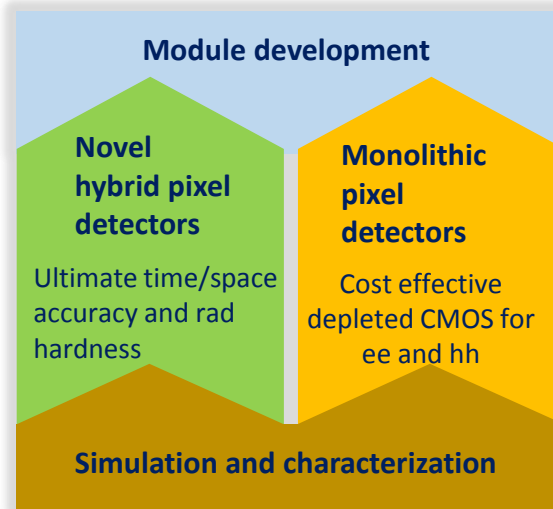 Module development
Novel
hybrid pixel
detectors
Ultimate time/space
accuracy and rad
hardness
Monolithic
pixel
detectors
Cost effective
depleted CMOS for
ee and hh
Simulation and characterization